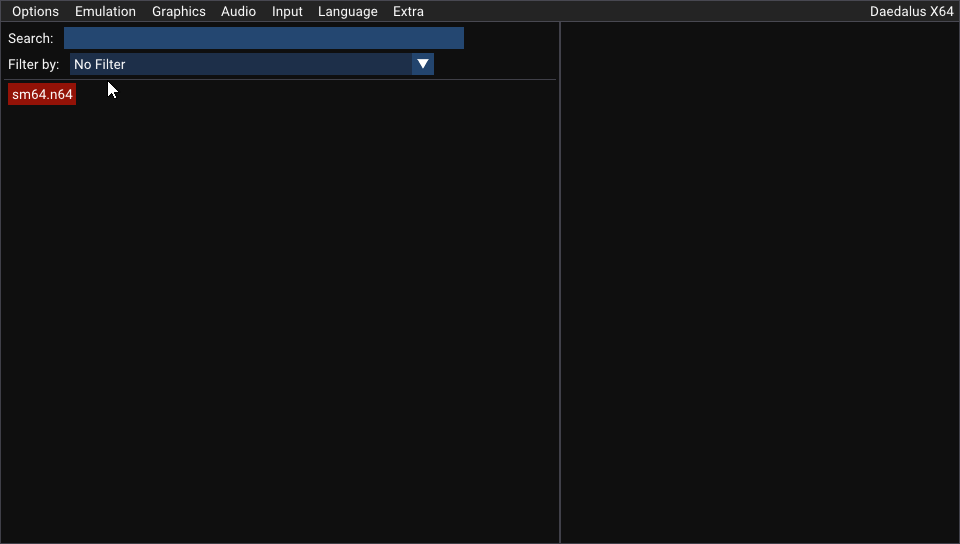 Options Emulation Graphics Audio Input Language Extra Daedalus X64
Search:
Filter by: No Filter
sm64.n64